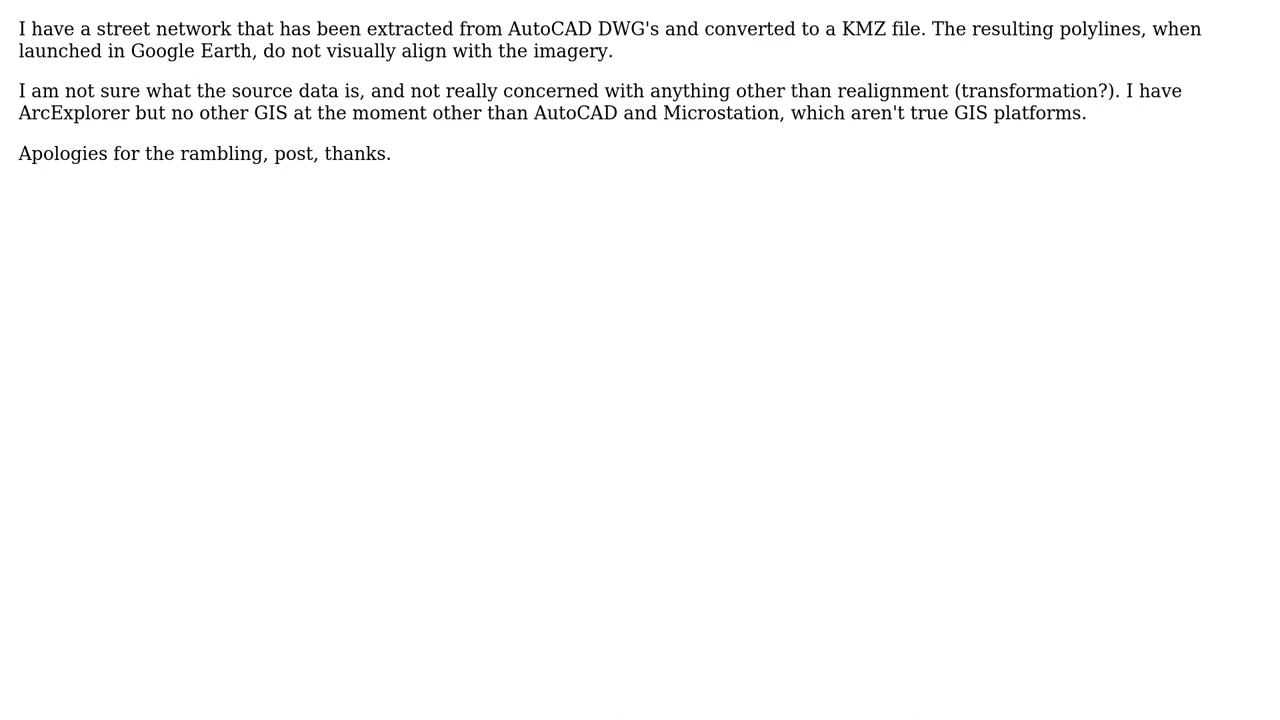 I have a street network that has been extracted from AutoCAD DWG's and converted to a KMZ file. The resulting polylines, when
launched in Google Earth, do not visually align with the imagery.
I am not sure what the source data is, and not really concerned with anything other than realignment (transformation?). I have
ArcExplorer but no other GIS at the moment other than AutoCAD and Microstation, which aren't true GIS platforms.
Apologies for the rambling, post, thanks.